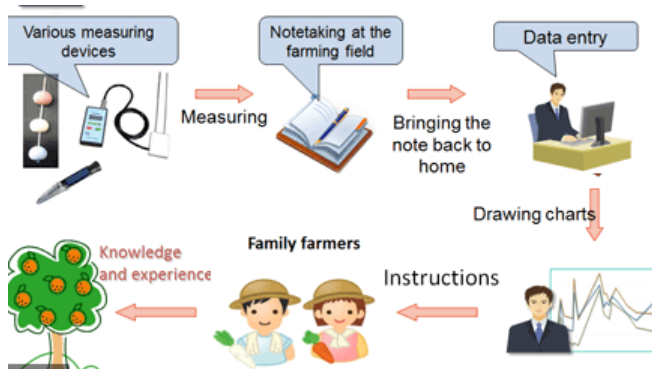 Various measuring
devices
Notetaking at the
farming field
Data entry
Measuring
Bringing the
note back to
home
Drawing charts
Knowledge
and experience
Family farmers
Instructions